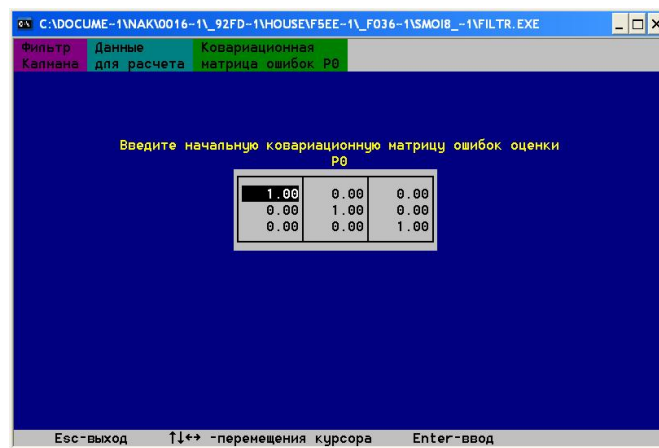 C:\DOCUME~1\NAK\0016~1\_92FD~1\HOUSE\F5EE~1\_F036~1\SMOI8_~1\FILTR.EXE
Фильтр Данные Ковариационная
Калмана для расчета матрица ошибок P0
Введите начальную ковариационную матрицу ошибок оценки
P0
1.00 0.00 0.00
0.00 1.00 0.00
0.00 0.00 1.00
Esc-выход ↑↓↔ -перемещения курсора Enter-ввод